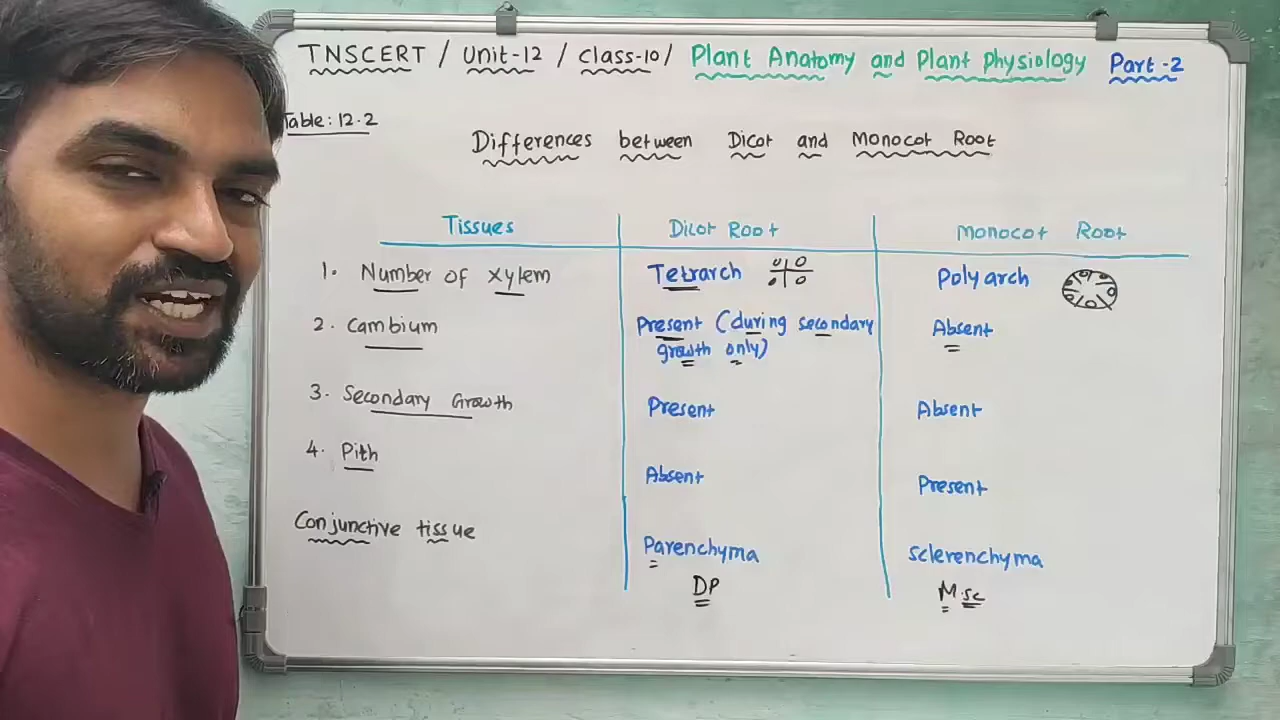 TNSCERT / Unit-12 / Class-10/ Plant Anatomy and Plant Physiology Part-2
Table: 12.2
Differences between Dicot and Monocot Root
Tissues Dicot Root Monocot Root
1. Number of Xylem Tetrarch Polyarch
2. Cambium Present (during secondary growth only) Absent
3. Secondary Growth Present Absent
4. Pith Absent Present
Conjunctive tissue Parenchyma Sclerenchyma
DP M.sc